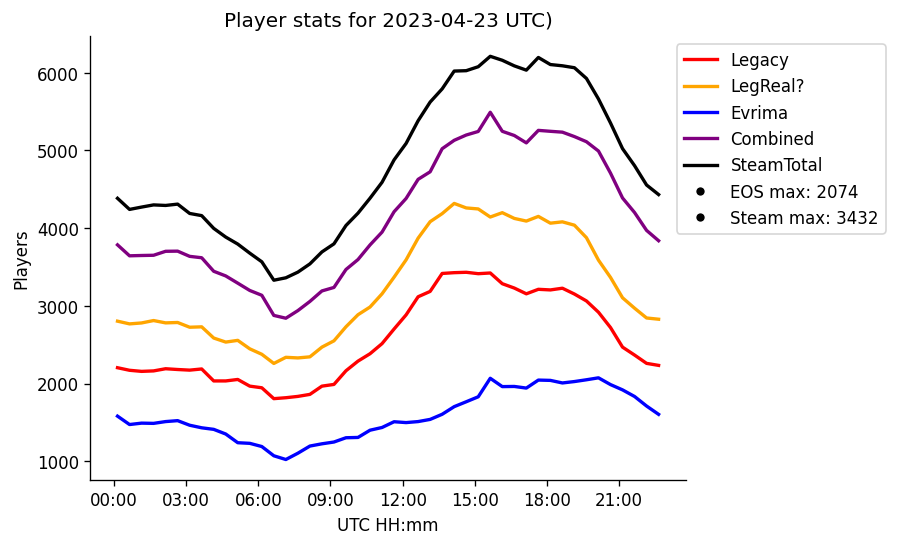 Player stats for 2023-04-23 UTC)
Legacy
LegReal?
Evrima
Combined
SteamTotal
EOS max: 2074
Steam max: 3432
Players
6000
5000
4000
3000
2000
1000
00:00 03:00 06:00 09:00 12:00 15:00 18:00 21:00
UTC HH:mm